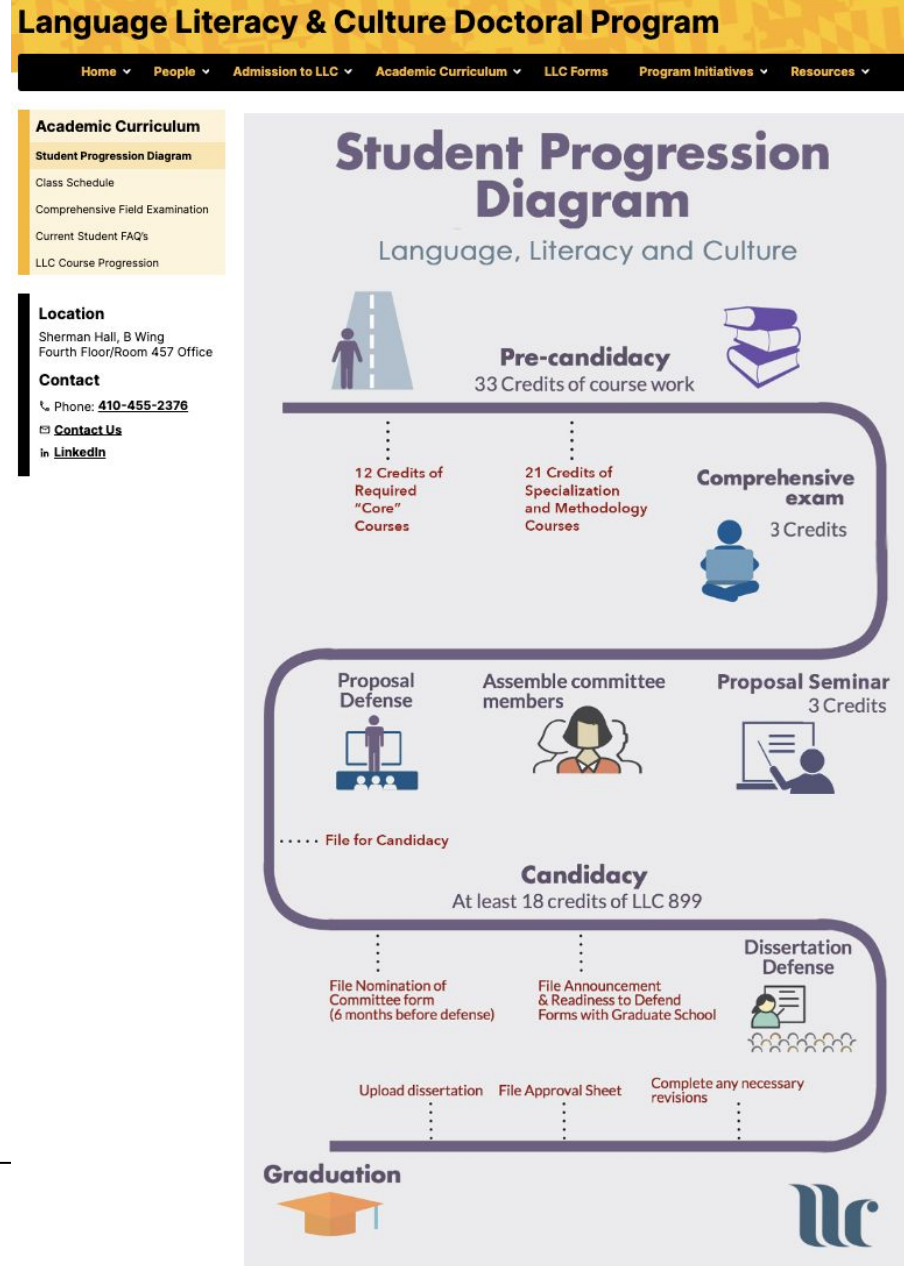 Language Literacy & Culture Doctoral Program
Home People Admission to LLC Academic Curriculum LLC Forms Program Initiatives Resources
Academic Curriculum
Student Progression Diagram
Class Schedule
Comprehensive Field Examination
Current Student FAQ's
LLC Course Progression
Location
Sherman Hall, B Wing
Fourth Floor/Room 457 Office
Contact
Phone: 410-455-2376
Contact Us
in LinkedIn
Student Progression
Diagram
Language, Literacy and Culture
Pre-candidacy
33 Credits of course work
12 Credits of
Required
“Core”
Courses
21 Credits of
Specialization
and Methodology
Courses
Comprehensive
exam
3 Credits
Proposal
Defense
Assemble committee
members
Proposal Seminar
3 Credits
File for Candidacy
Candidacy
At least 18 credits of LLC 899
File Nomination of
Committee form
(6 months before defense)
File Announcement
& Readiness to Defend
Forms with Graduate School
Dissertation
Defense
Upload dissertation
File Approval Sheet
Complete any necessary
revisions
Graduation
llc